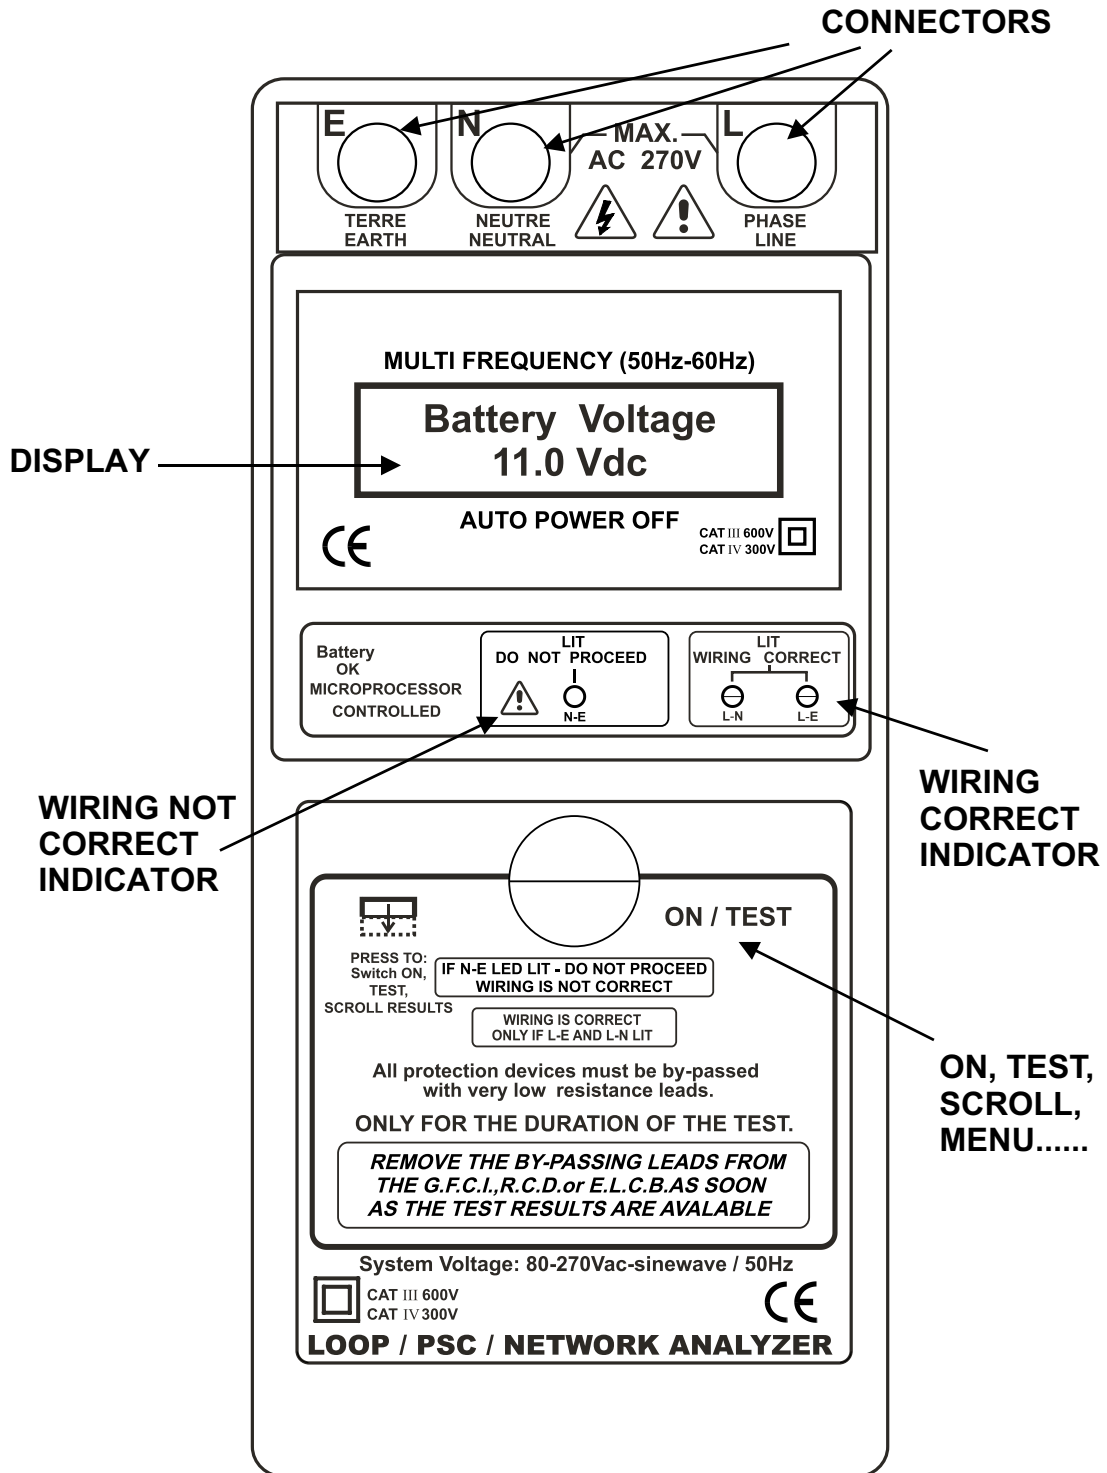 CONNECTORS
E
N
MAX.
AC 270V
L
TERRE
EARTH
NEUTRE
NEUTRAL
PHASE
LINE
MULTI FREQUENCY (50Hz-60Hz)
Battery Voltage
11.0 Vdc
DISPLAY
AUTO POWER OFF
CE
CAT III 600V
CAT IV 300V
Battery
OK
MICROPROCESSOR
CONTROLLED
LIT
DO NOT PROCEED
N-E
LIT
WIRING CORRECT
L-N
L-E
WIRING NOT
CORRECT
INDICATOR
WIRING
CORRECT
INDICATOR
ON / TEST
PRESS TO:
Switch ON,
TEST,
SCROLL RESULTS
IF N-E LED LIT - DO NOT PROCEED
WIRING IS NOT CORRECT
WIRING IS CORRECT
ONLY IF L-E AND L-N LIT
ON, TEST,
SCROLL,
MENU......
All protection devices must be by-passed
with very low resistance leads.
ONLY FOR THE DURATION OF THE TEST.
REMOVE THE BY-PASSING LEADS FROM
THE G.F.C.I.,R.C.D.or E.L.C.B.AS SOON
AS THE TEST RESULTS ARE AVALABLE
System Voltage: 80-270Vac-sinewave / 50Hz
CAT III 600V
CAT IV 300V
CE
LOOP / PSC / NETWORK ANALYZER